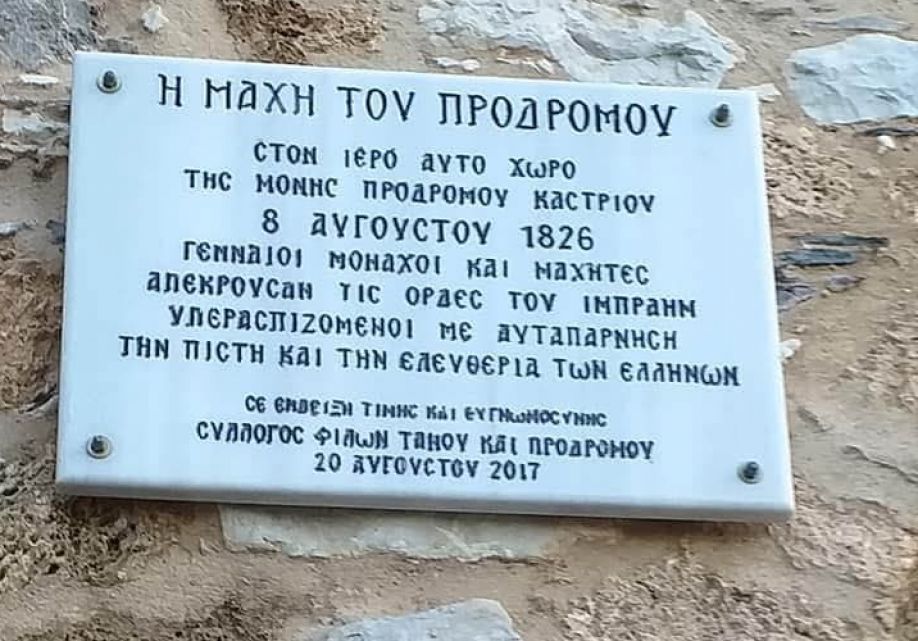 Η ΜΑΧΗ ΤΟΥ ΠΡΟΔΡΟΜΟΥ
ΣΤΟΝ ΙΕΡΟ ΑΥΤΟ ΧΩΡΟ
ΤΗΣ ΜΟΝΗΣ ΠΡΟΔΡΟΜΟΥ ΚΑΣΤΡΙΟΥ
8 ΑΥΓΟΥΣΤΟΥ 1826
ΓΕΝΝΑΙΟΙ ΜΟΝΑΧΟΙ ΚΑΙ ΜΑΧΗΤΕΣ
ΑΠΕΚΡΟΥΣΑΝ ΤΙΣ ΟΡΔΕΣ ΤΟΥ ΙΜΠΡΑΗΜ
ΥΠΕΡΑΣΠΙΖΟΜΕΝΟΙ ΜΕ ΑΥΤΑΠΑΡΝΗΣΗ
ΤΗΝ ΠΙΣΤΗ ΚΑΙ ΤΗΝ ΕΛΕΥΘΕΡΙΑ ΤΩΝ ΕΛΛΗΝΩΝ
ΣΕ ΕΝΔΕΙΞΗ ΤΙΜΗΣ ΚΑΙ ΕΥΓΝΩΜΟΣΥΝΗΣ
ΣΥΛΛΟΓΟΣ ΦΙΛΩΝ ΤΑΝΟΥ ΚΑΙ ΠΡΟΔΡΟΜΟΥ
20 ΑΥΓΟΥΣΤΟΥ 2017